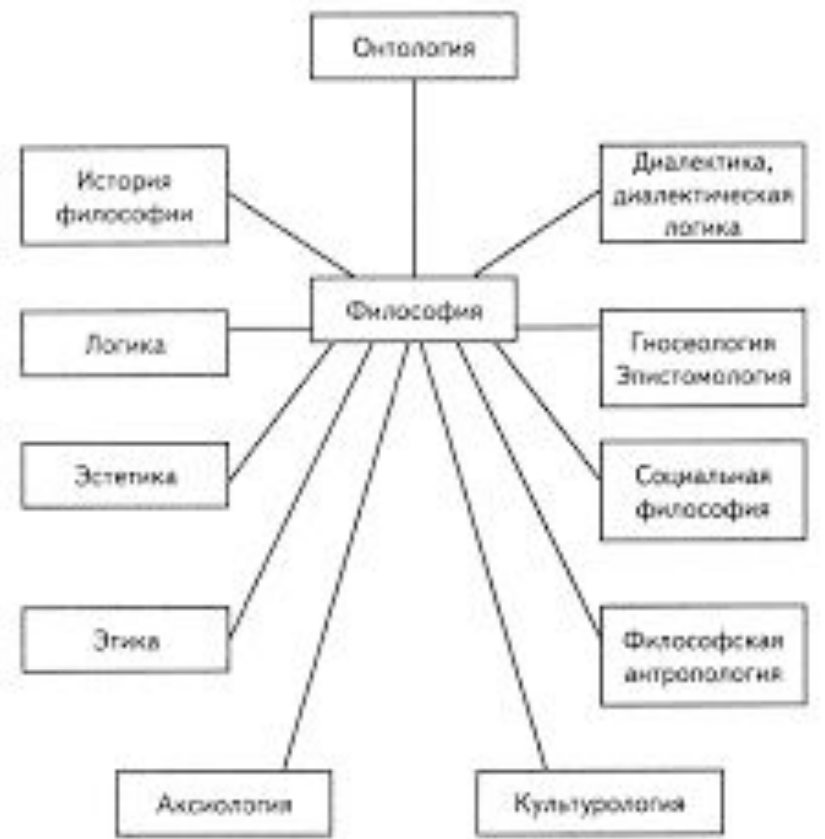 Онтология
История
философии
Диалектика,
диалектическая
логика
Философия
Логика
Гносеология
Эпистомология
Эстетика
Социальная
философия
Этика
Философская
антропология
Аксиология
Культурология